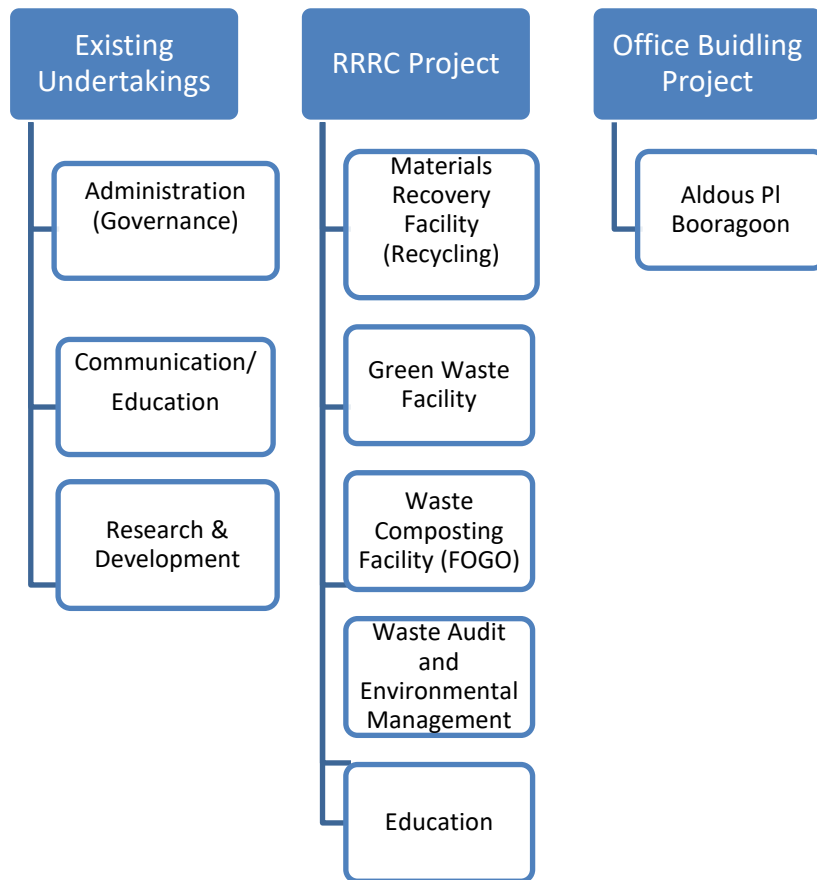 Existing
Undertakings
Administration
(Governance)
Communication/
Education
Research &
Development
RRRC Project
Materials
Recovery
Facility
(Recycling)
Green Waste
Facility
Waste
Composting
Facility (FOGO)
Waste Audit
and
Environmental
Management
Education
Office Buidling
Project
Aldous Pl
Booragoon